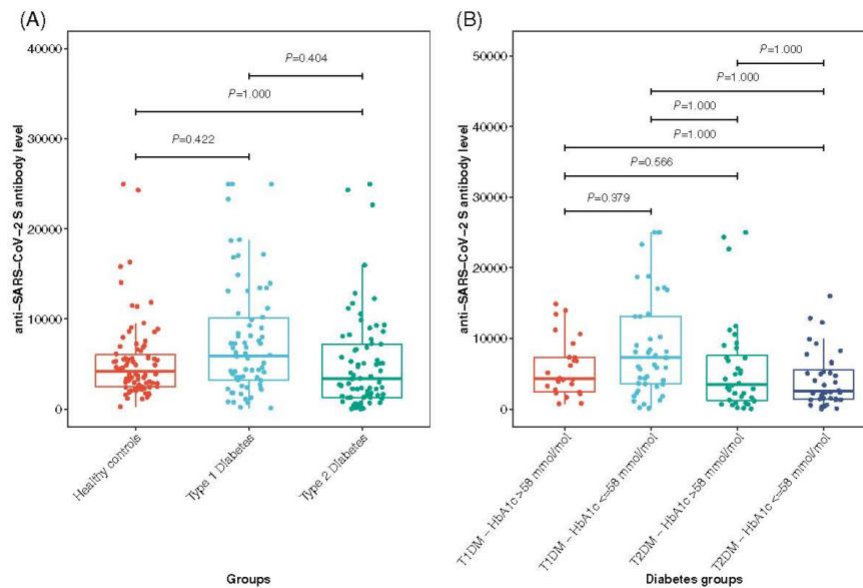 (A)
40000
30000
20000
10000
0
anti−SARS−CoV−2 S antibody level
P=0.404
P=1.000
P=0.422
Healthy controls
Type 1 Diabetes
Type 2 Diabetes
Groups
(B)
50000
40000
30000
20000
10000
0
anti−SARS−CoV−2 S antibody level
P=1.000
P=1.000
P=1.000
P=1.000
P=0.566
P=0.379
T1DM − HbA1c >58 mmol/mol
T1DM − HbA1c <=58 mmol/mol
T2DM − HbA1c >58 mmol/mol
T2DM − HbA1c <=58 mmol/mol
Diabetes groups